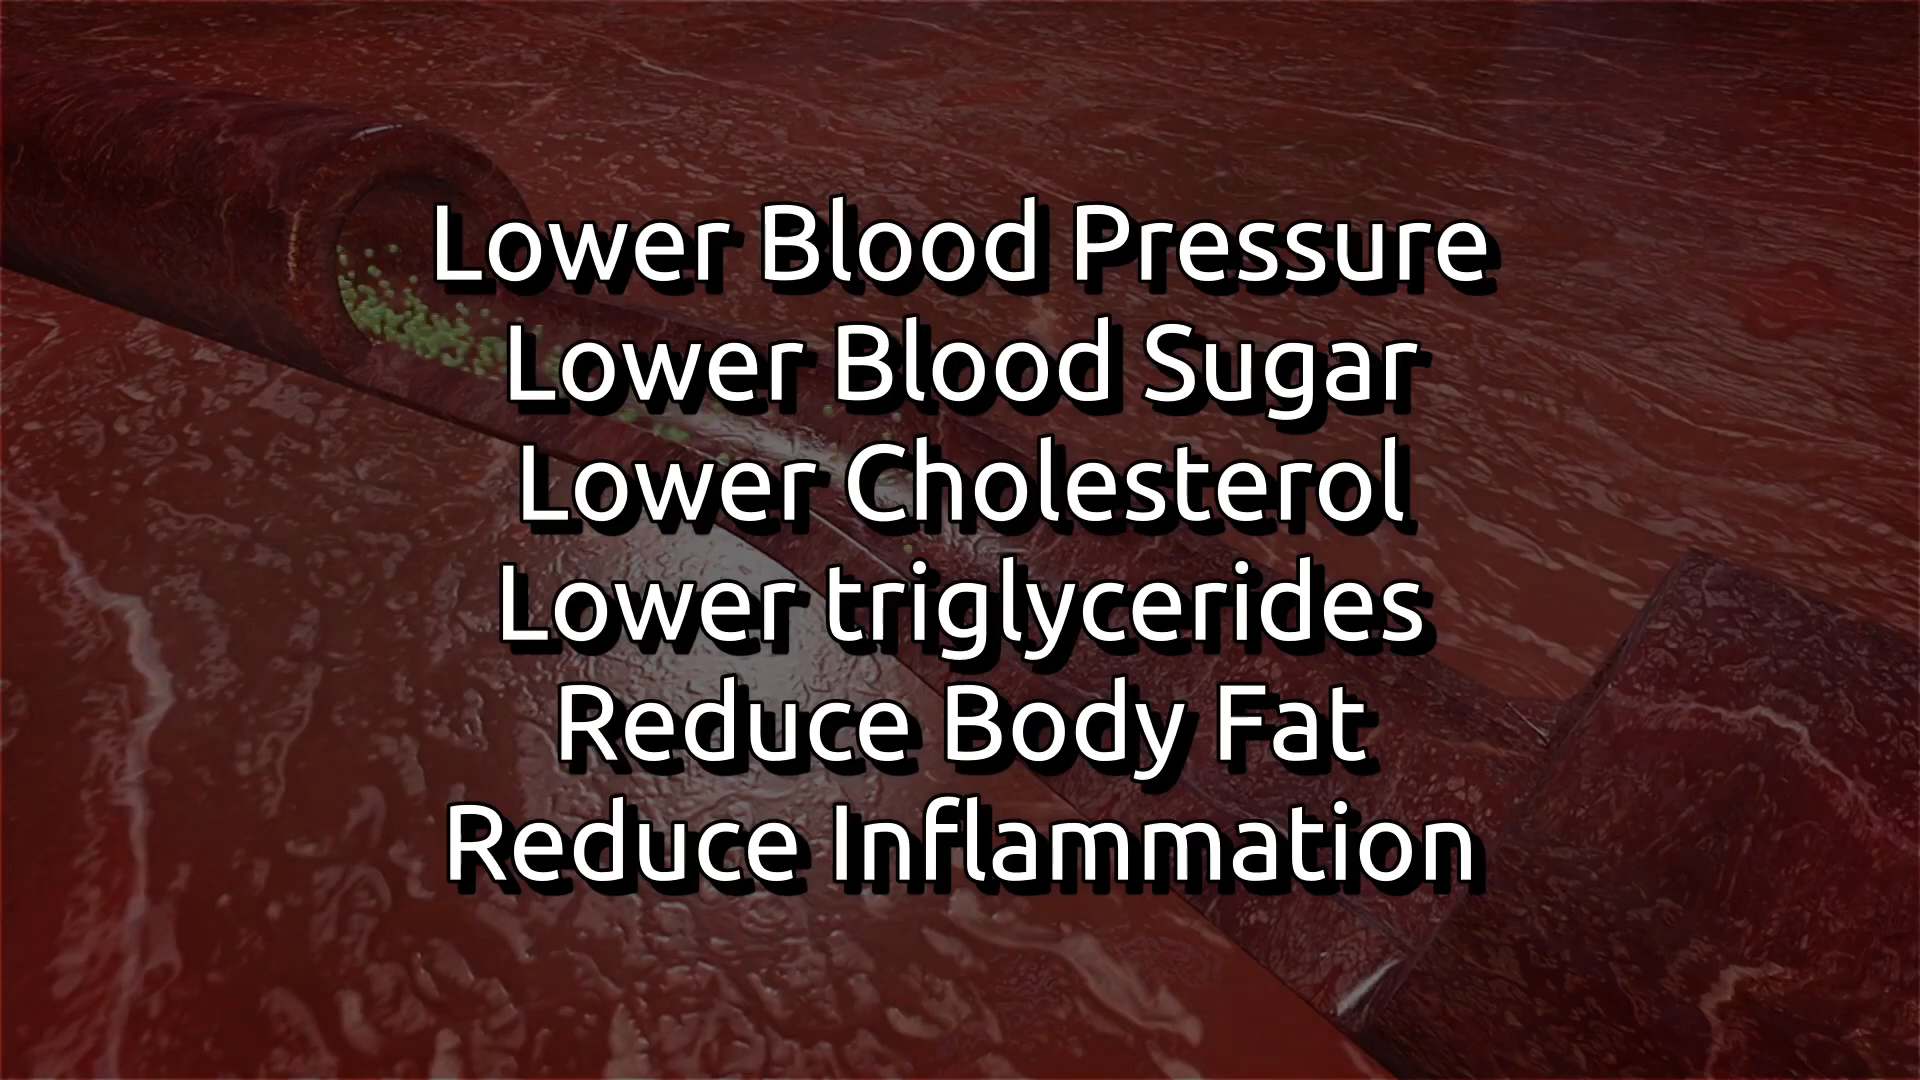 Lower Blood Pressure
Lower Blood Sugar
Lower Cholesterol
Lower triglycerides
Reduce Body Fat
Reduce Inflammation